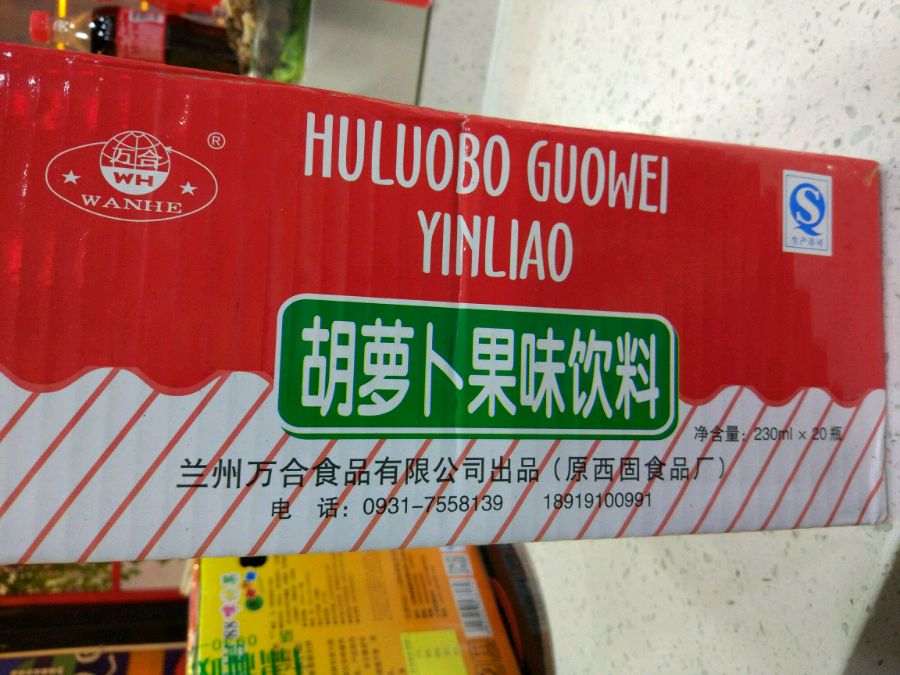 万合
WH
WANHE
®
HULUOBO GUOWEI
YINLIAO
S
生产许可
胡萝卜果味饮料
净含量：230ml × 20瓶
兰州万合食品有限公司出品（原西固食品厂）
电 话：0931-7558139 18919100991